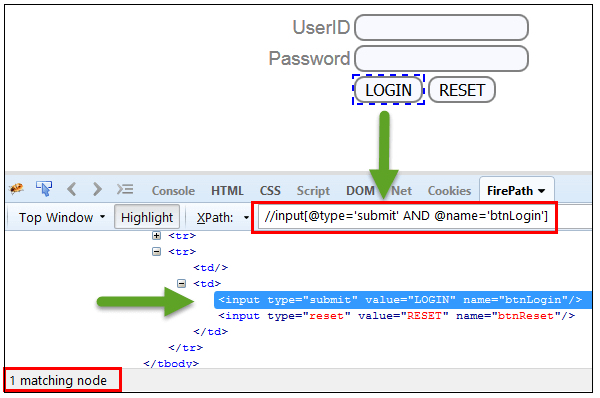 UserID
Password
LOGIN RESET
Console HTML CSS Script DOM Net Cookies FirePath
Top Window Highlight XPath: //input[@type='submit' AND @name='btnLogin']
<tr>
<tr>
<td/>
<td>
<input type="submit" value="LOGIN" name="btnLogin"/>
<input type="reset" value="RESET" name="btnReset"/>
</td>
</tr>
</tbody>
1 matching node